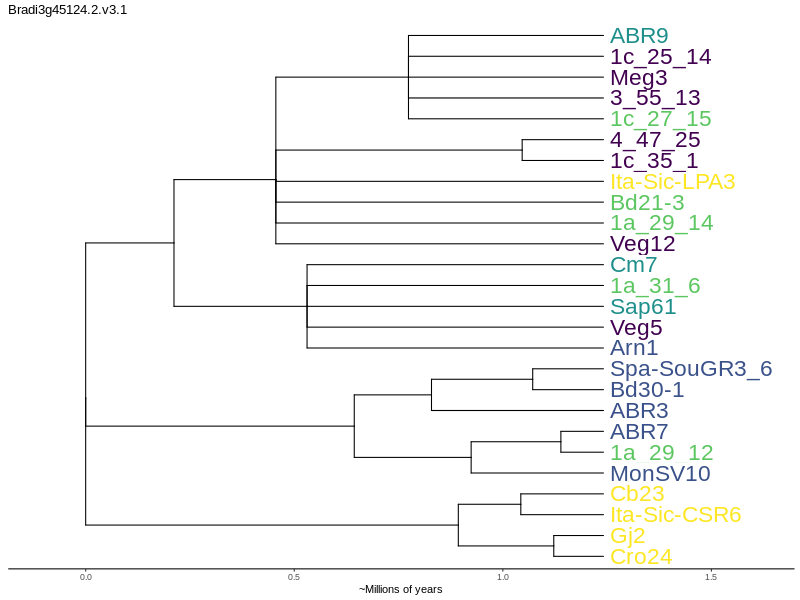 Bradi3g45124.2.v3.1
ABR9
1c_25_14
Meg3
3_55_13
1c_27_15
4_47_25
1c_35_1
Ita-Sic-LPA3
Bd21-3
1a_29_14
Veg12
Cm7
1a_31_6
Sap61
Veg5
Arn1
Spa-SouGR3_6
Bd30-1
ABR3
ABR7
1a_29_12
MonSV10
Cb23
Ita-Sic-CSR6
Gj2
Cro24
0.0 0.5 1.0 1.5
~Millions of years